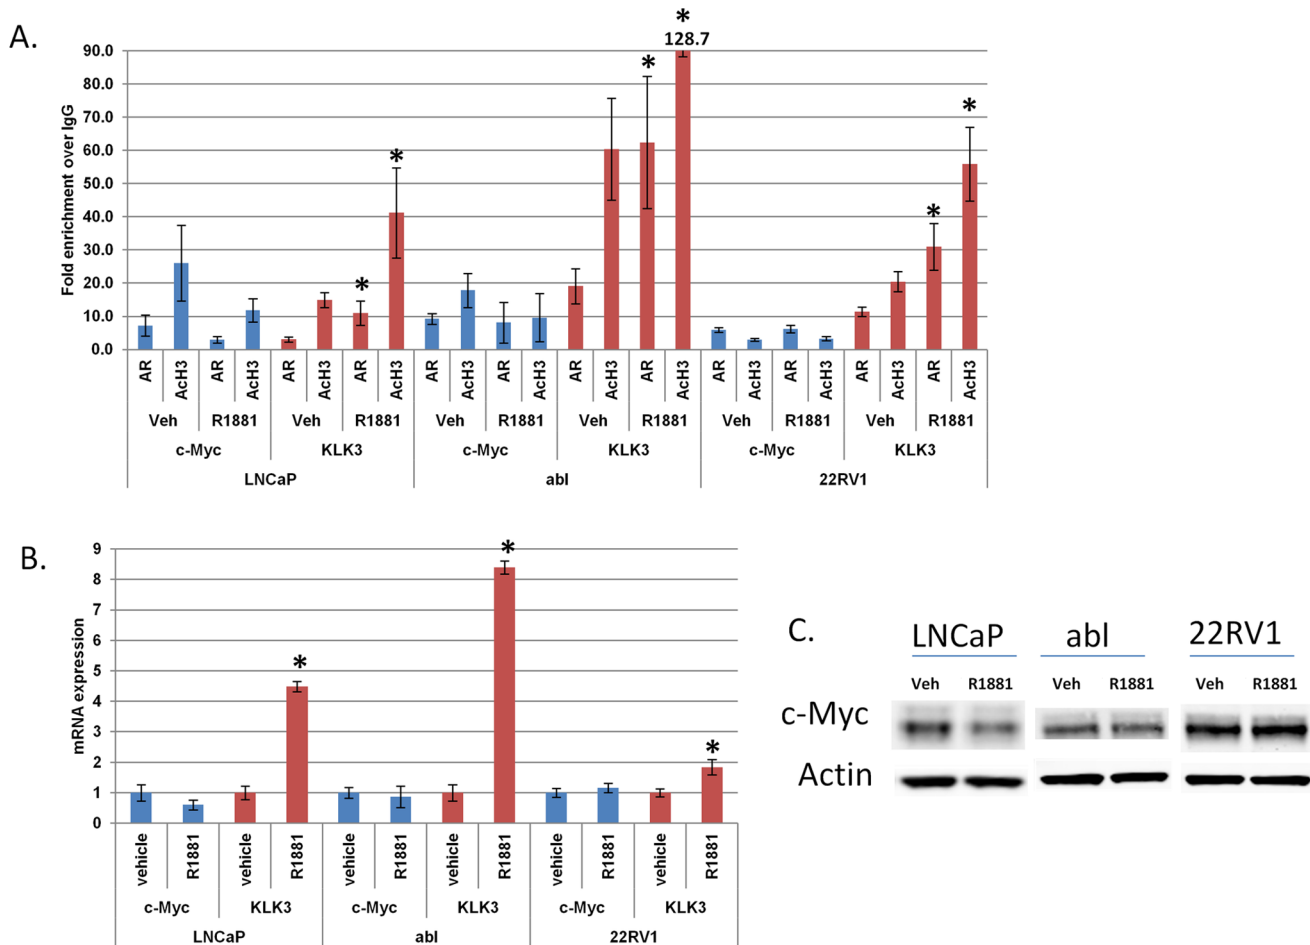 A.
*
128.7
90.0
80.0
70.0
60.0
50.0
40.0
30.0
20.0
10.0
0.0
Fold enrichment over IgG
* * * * * *
AR AcH3 AR AcH3 AR AcH3 AR AcH3 AR AcH3 AR AcH3 AR AcH3 AR AcH3 AR AcH3 AR AcH3 AR AcH3 AR AcH3
Veh R1881 Veh R1881 Veh R1881 Veh R1881 Veh R1881 Veh R1881
c-Myc KLK3 c-Myc KLK3 c-Myc KLK3
LNCaP abl 22RV1
B.
9
8
7
6
5
4
3
2
1
0
mRNA expression
* * *
vehicle R1881 vehicle R1881 vehicle R1881 vehicle R1881 vehicle R1881 vehicle R1881
c-Myc KLK3 c-Myc KLK3 c-Myc KLK3
LNCaP abl 22RV1
C.
LNCaP abl 22RV1
Veh R1881 Veh R1881 Veh R1881
c-Myc
Actin